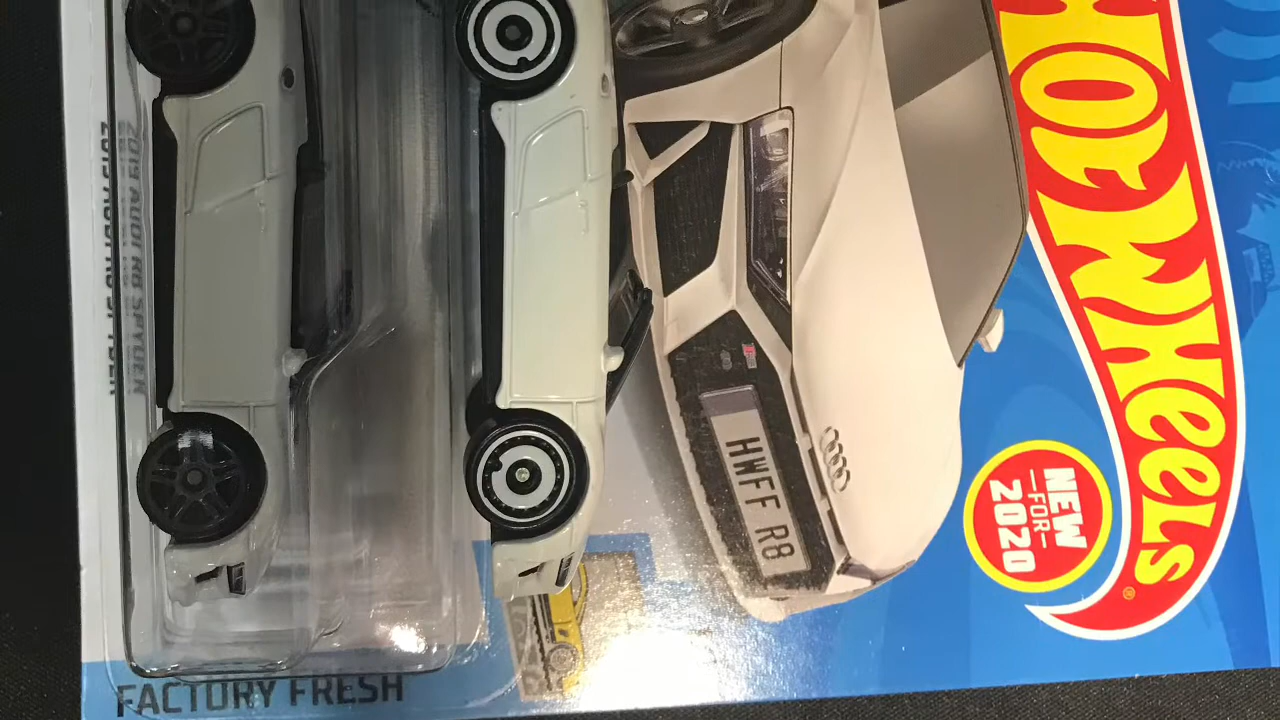 HOT WHEELS
®
NEW
FOR
2020
HWFF R8
2019 AUDI R8 SPYDER
FACTORY FRESH